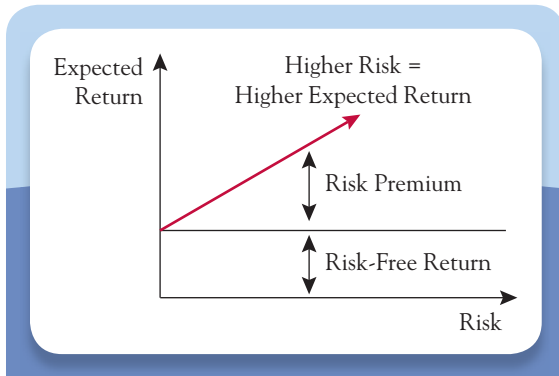 Expected
Return
Higher Risk =
Higher Expected Return
Risk Premium
Risk-Free Return
Risk